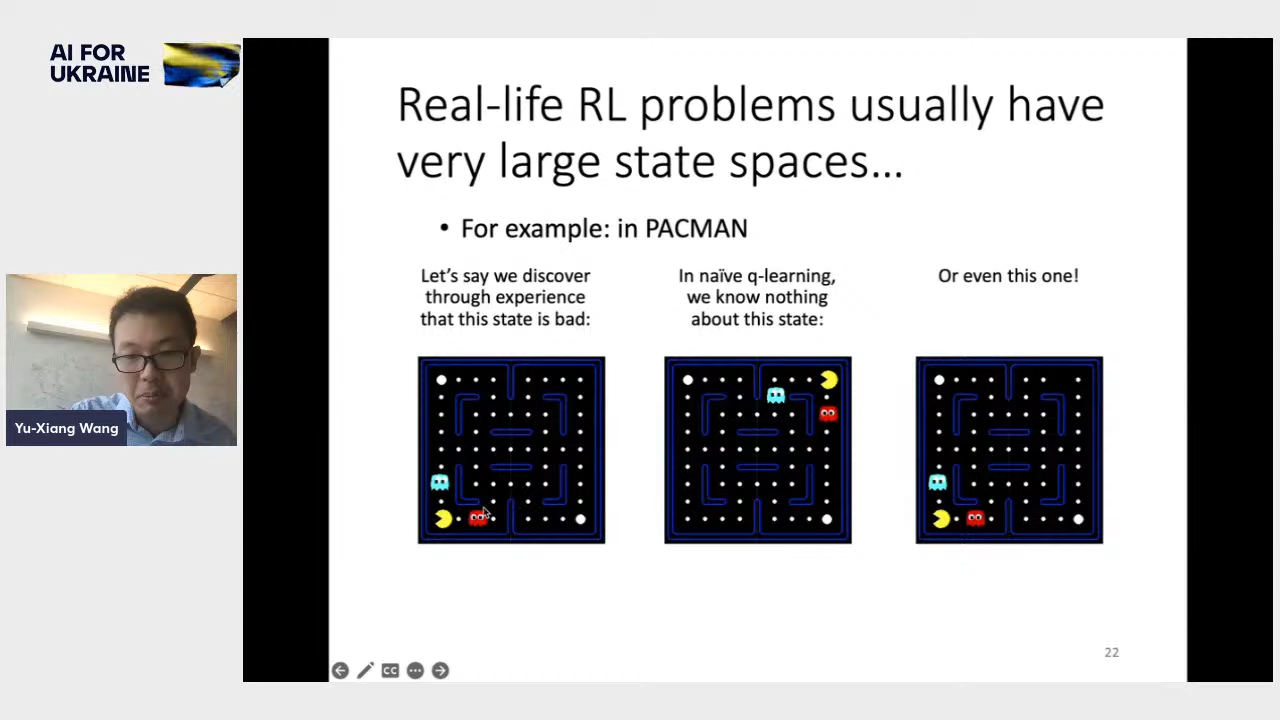 AI FOR
UKRAINE
Real-life RL problems usually have
very large state spaces…
• For example: in PACMAN
Let’s say we discover
through experience
that this state is bad:
In naïve q-learning,
we know nothing
about this state:
Or even this one!
Yu-Xiang Wang
22
CC